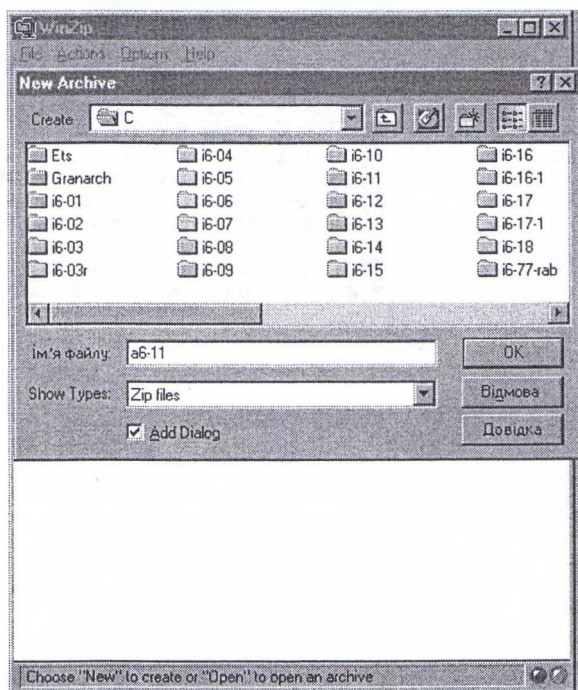 WinZip
File Actions Options Help
New Archive
Create C
Ets i6-04 i6-10 i6-16
Granarch i6-05 i6-11 i6-16-1
i6-01 i6-06 i6-12 i6-17
i6-02 i6-07 i6-13 i6-17-1
i6-03 i6-08 i6-14 i6-18
i6-03r i6-09 i6-15 i6-77-rab
Ім'я файлу: a6-11 OK
Show Types: Zip files Відмова
Add Dialog Довідка
Choose "New" to create or "Open" to open an archive